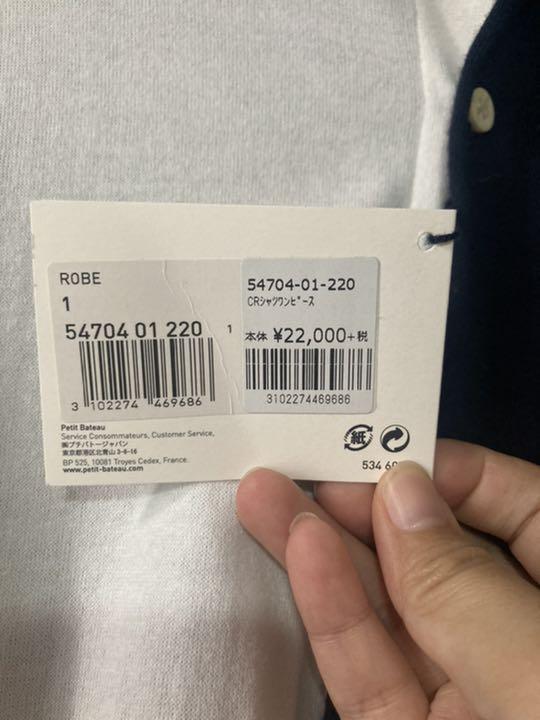 ROBE
1
54704 01 220
1
3 102274 469686
54704-01-220
CRシャツワンピース
本体 ¥22,000+税
3102274469686
Petit Bateau
Service Consommateurs, Customer Service,
㈱プチバトージャパン
東京都港区北青山 3-6-16
BP 525, 10081 Troyes Cedex, France.
www.petit-bateau.com
紙
534 60